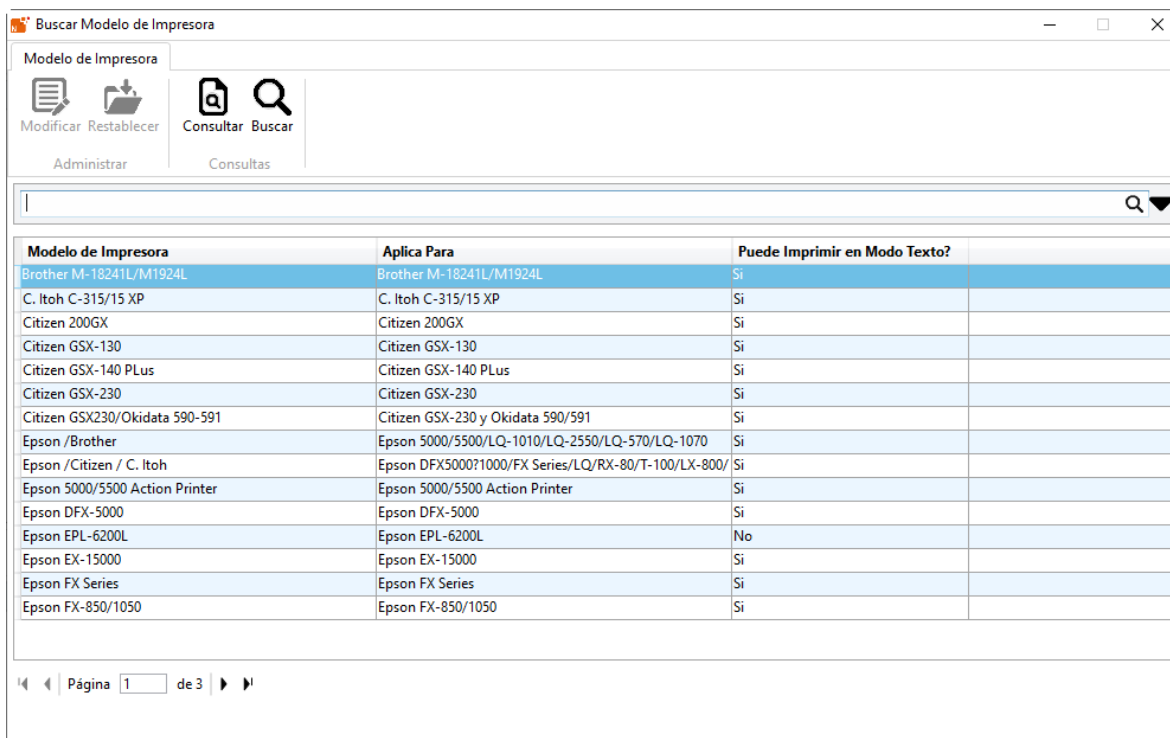 Buscar Modelo de Impresora
Modelo de Impresora
Modificar Restablecer Consultar Buscar
Administrar Consultas
Modelo de Impresora Aplica Para Puede Imprimir en Modo Texto?
Brother M-18241L/M1924L Brother M-18241L/M1924L Si
C. Itoh C-315/15 XP C. Itoh C-315/15 XP Si
Citizen 200GX Citizen 200GX Si
Citizen GSX-130 Citizen GSX-130 Si
Citizen GSX-140 PLus Citizen GSX-140 PLus Si
Citizen GSX-230 Citizen GSX-230 Si
Citizen GSX230/Okidata 590-591 Citizen GSX-230 y Okidata 590/591 Si
Epson /Brother Epson 5000/5500/LQ-1010/LQ-2550/LQ-570/LQ-1070 Si
Epson /Citizen / C. Itoh Epson DFX5000?1000/FX Series/LQ/RX-80/T-100/LX-800/ Si
Epson 5000/5500 Action Printer Epson 5000/5500 Action Printer Si
Epson DFX-5000 Epson DFX-5000 Si
Epson EPL-6200L Epson EPL-6200L No
Epson EX-15000 Epson EX-15000 Si
Epson FX Series Epson FX Series Si
Epson FX-850/1050 Epson FX-850/1050 Si
Página 1 de 3